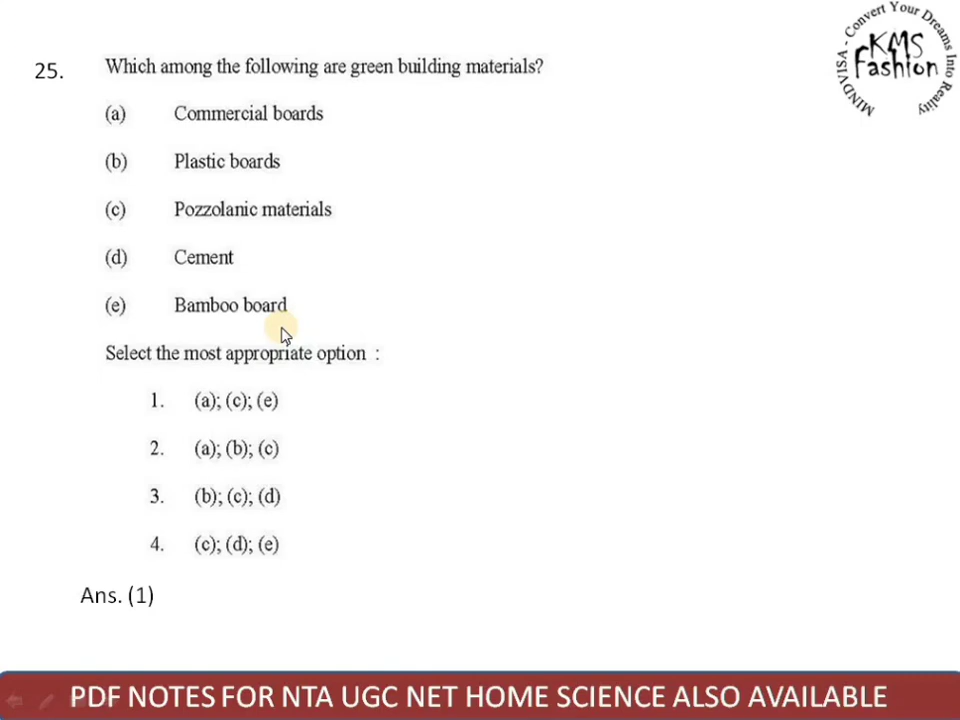 MINDVISA - Convert Your Dreams Into Reality
KMS
Fashion
25. Which among the following are green building materials?
(a) Commercial boards
(b) Plastic boards
(c) Pozzolanic materials
(d) Cement
(e) Bamboo board
Select the most appropriate option :
1. (a); (c); (e)
2. (a); (b); (c)
3. (b); (c); (d)
4. (c); (d); (e)
Ans. (1)
PDF NOTES FOR NTA UGC NET HOME SCIENCE ALSO AVAILABLE